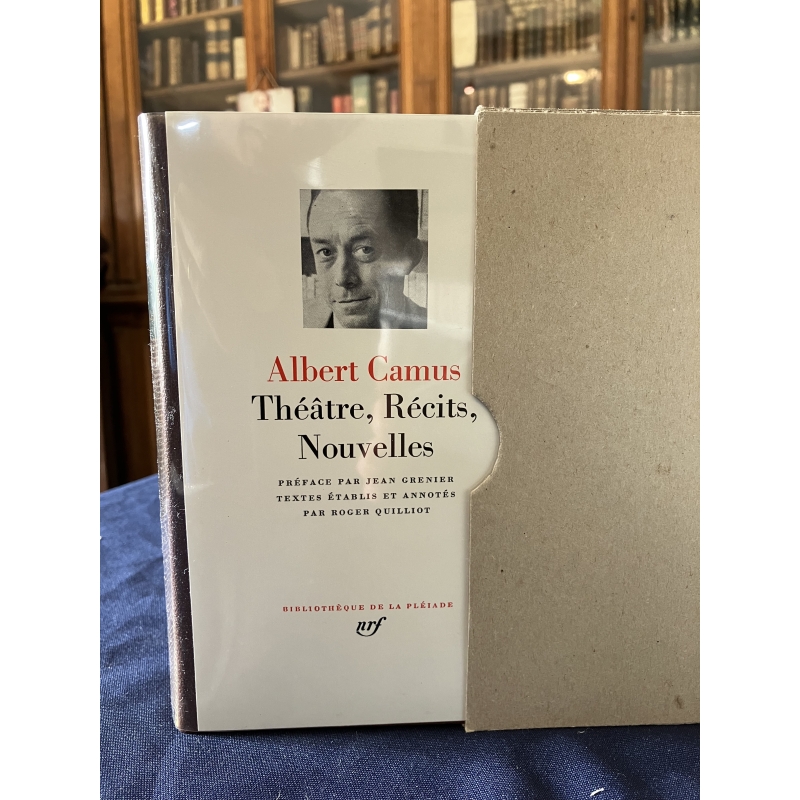 Albert Camus
Théâtre, Récits,
Nouvelles
PRÉFACE PAR JEAN GRENIER
TEXTES ÉTABLIS ET ANNOTÉS
PAR ROGER QUILLIOT
BIBLIOTHÈQUE DE LA PLÉIADE
nrf